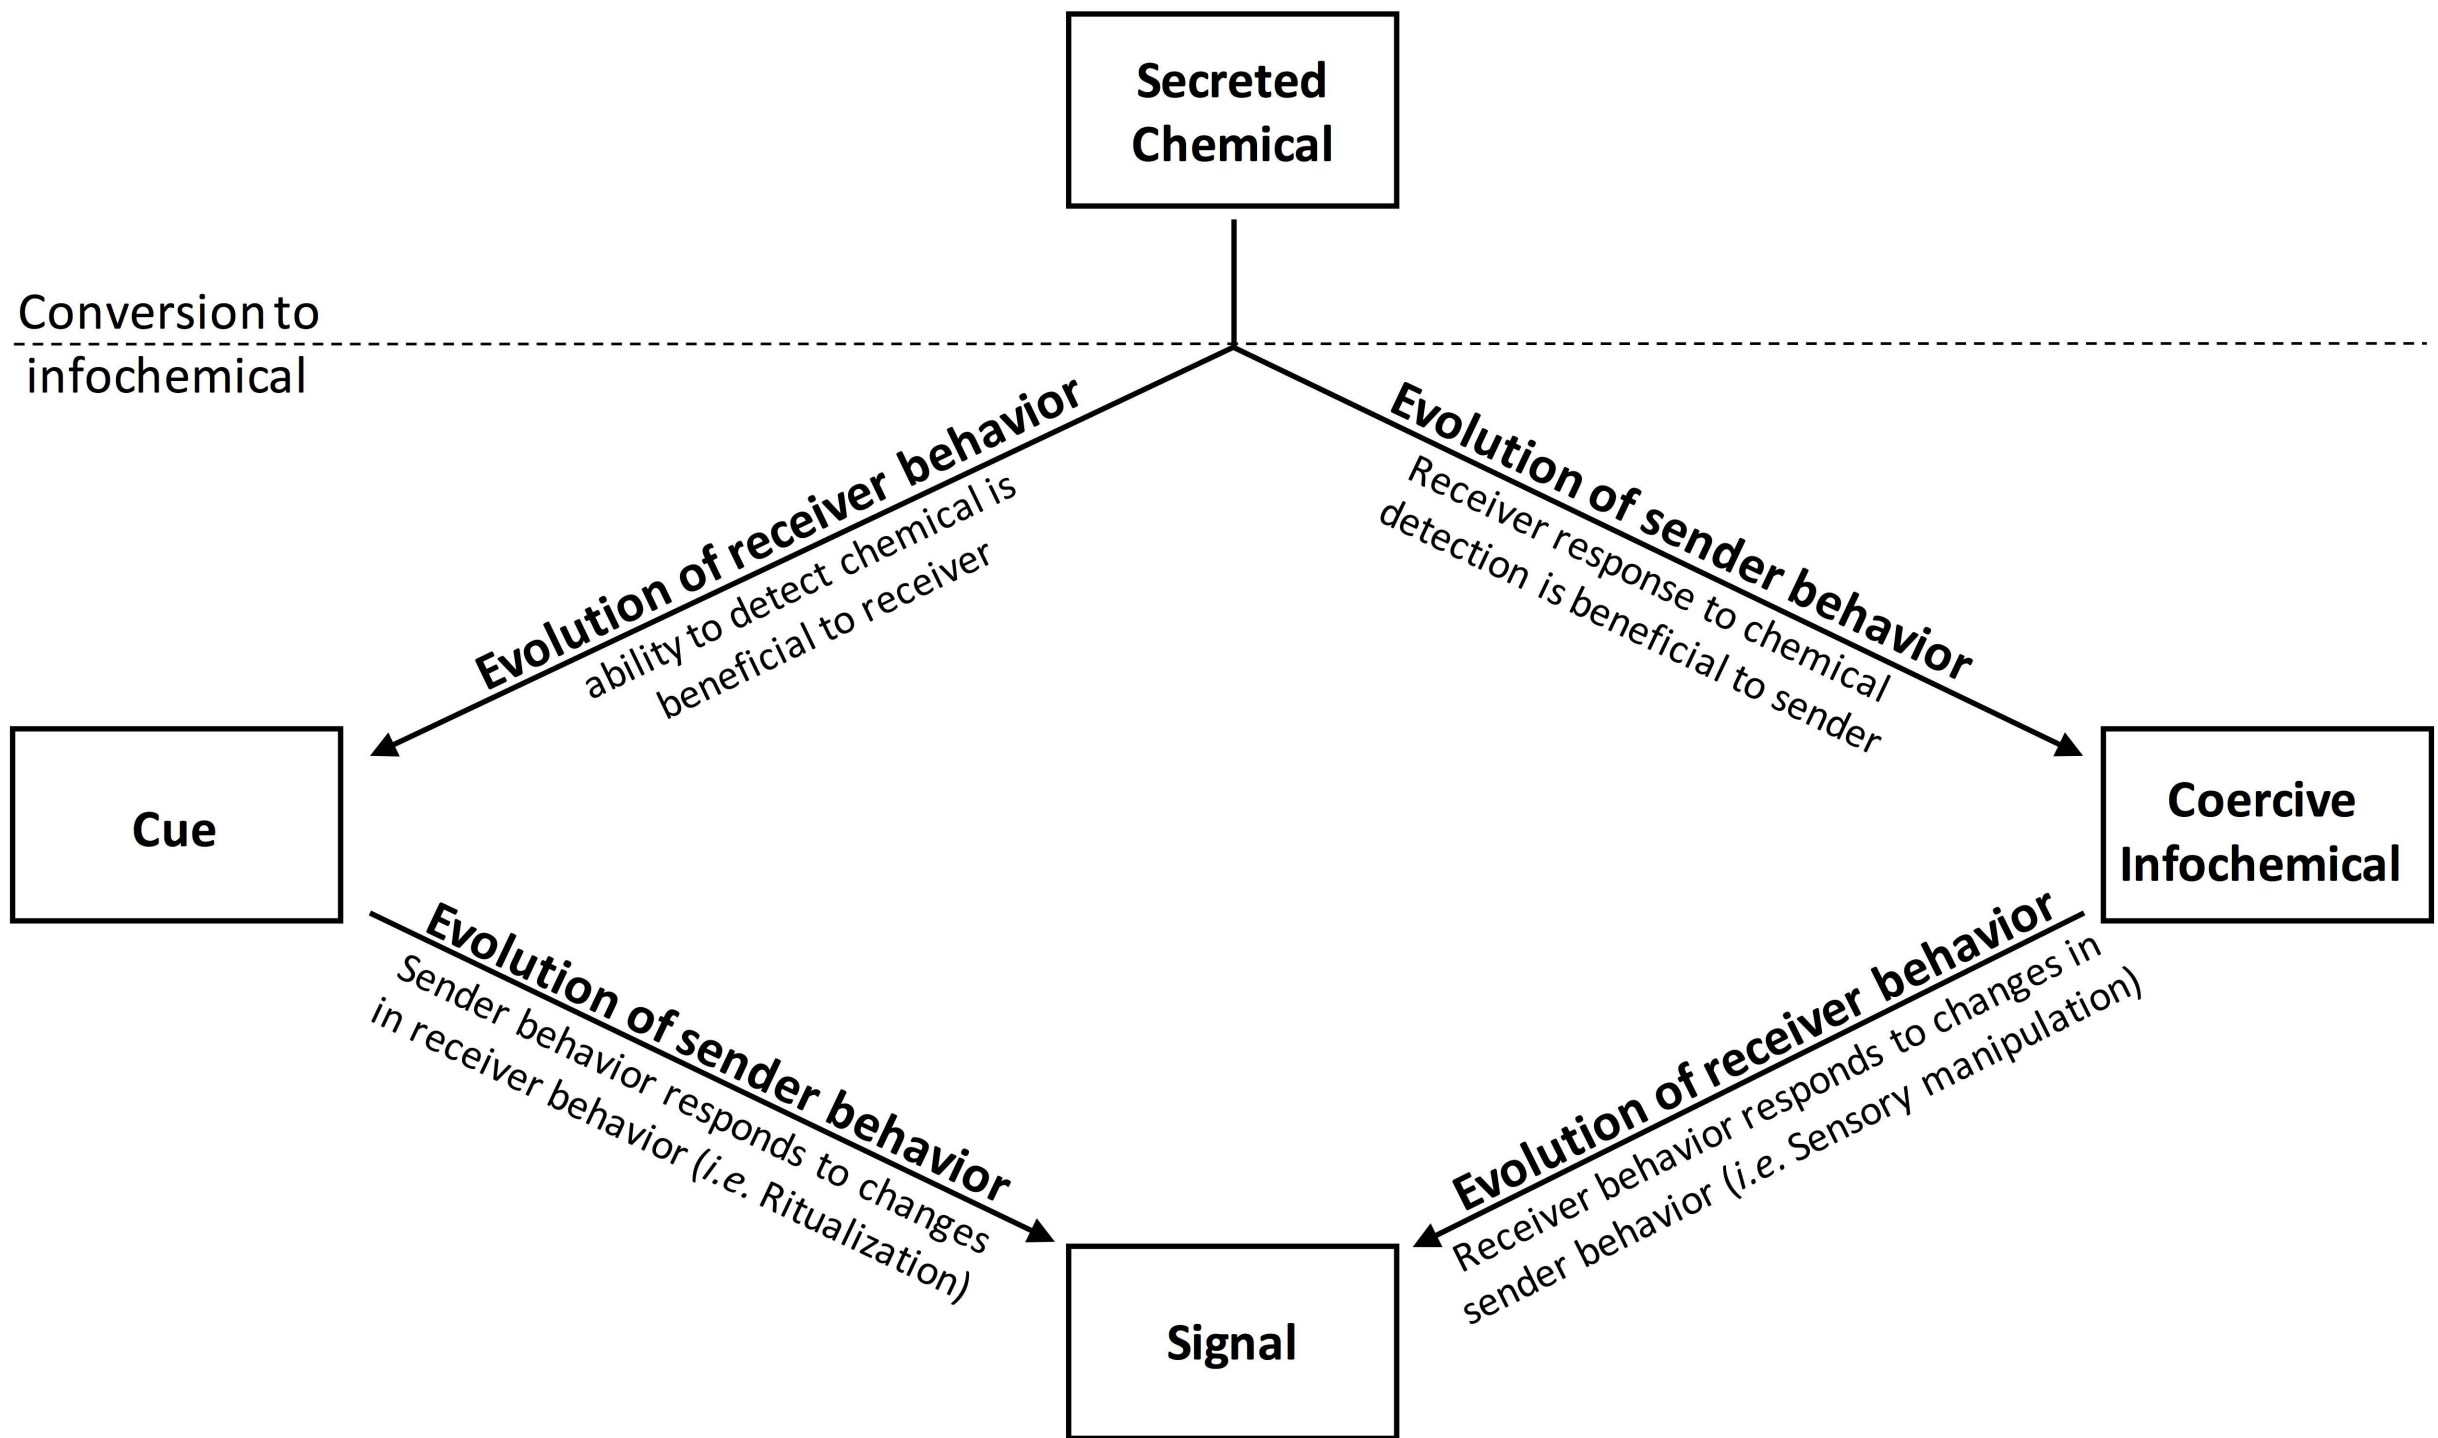 Secreted
Chemical
Conversion to
infochemical
Evolution of receiver behavior
ability to detect chemical is
beneficial to receiver
Evolution of sender behavior
Receiver response to chemical
detection is beneficial to sender
Cue
Coercive
Infochemical
Evolution of sender behavior
Sender behavior responds to changes
in receiver behavior (i.e. Ritualization)
Evolution of receiver behavior
Receiver behavior responds to changes in
sender behavior (i.e. Sensory manipulation)
Signal